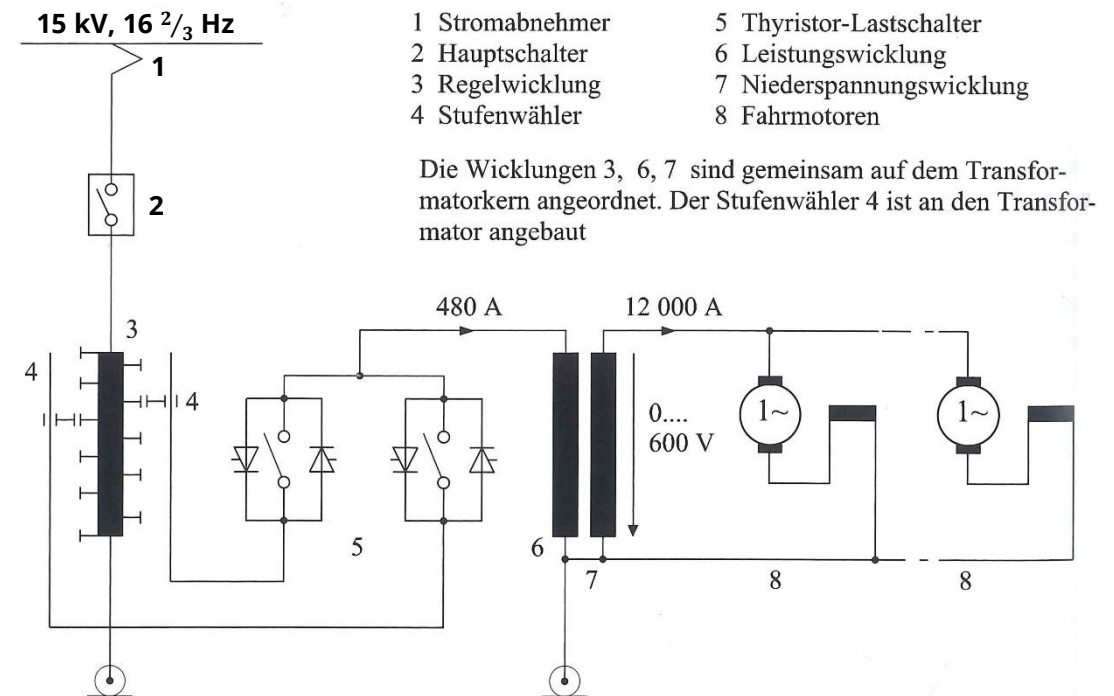 15 kV, 16 2/3 Hz
1
2
1 Stromabnehmer
2 Hauptschalter
3 Regelwicklung
4 Stufenwähler
5 Thyristor-Lastschalter
6 Leistungswicklung
7 Niederspannungswicklung
8 Fahrmotoren
Die Wicklungen 3, 6, 7 sind gemeinsam auf dem Transfor-
matorkern angeordnet. Der Stufenwähler 4 ist an den Transfor-
mator angebaut
480 A
12 000 A
3
4
4
0....
600 V
1~
1~
5
6
7
8
8